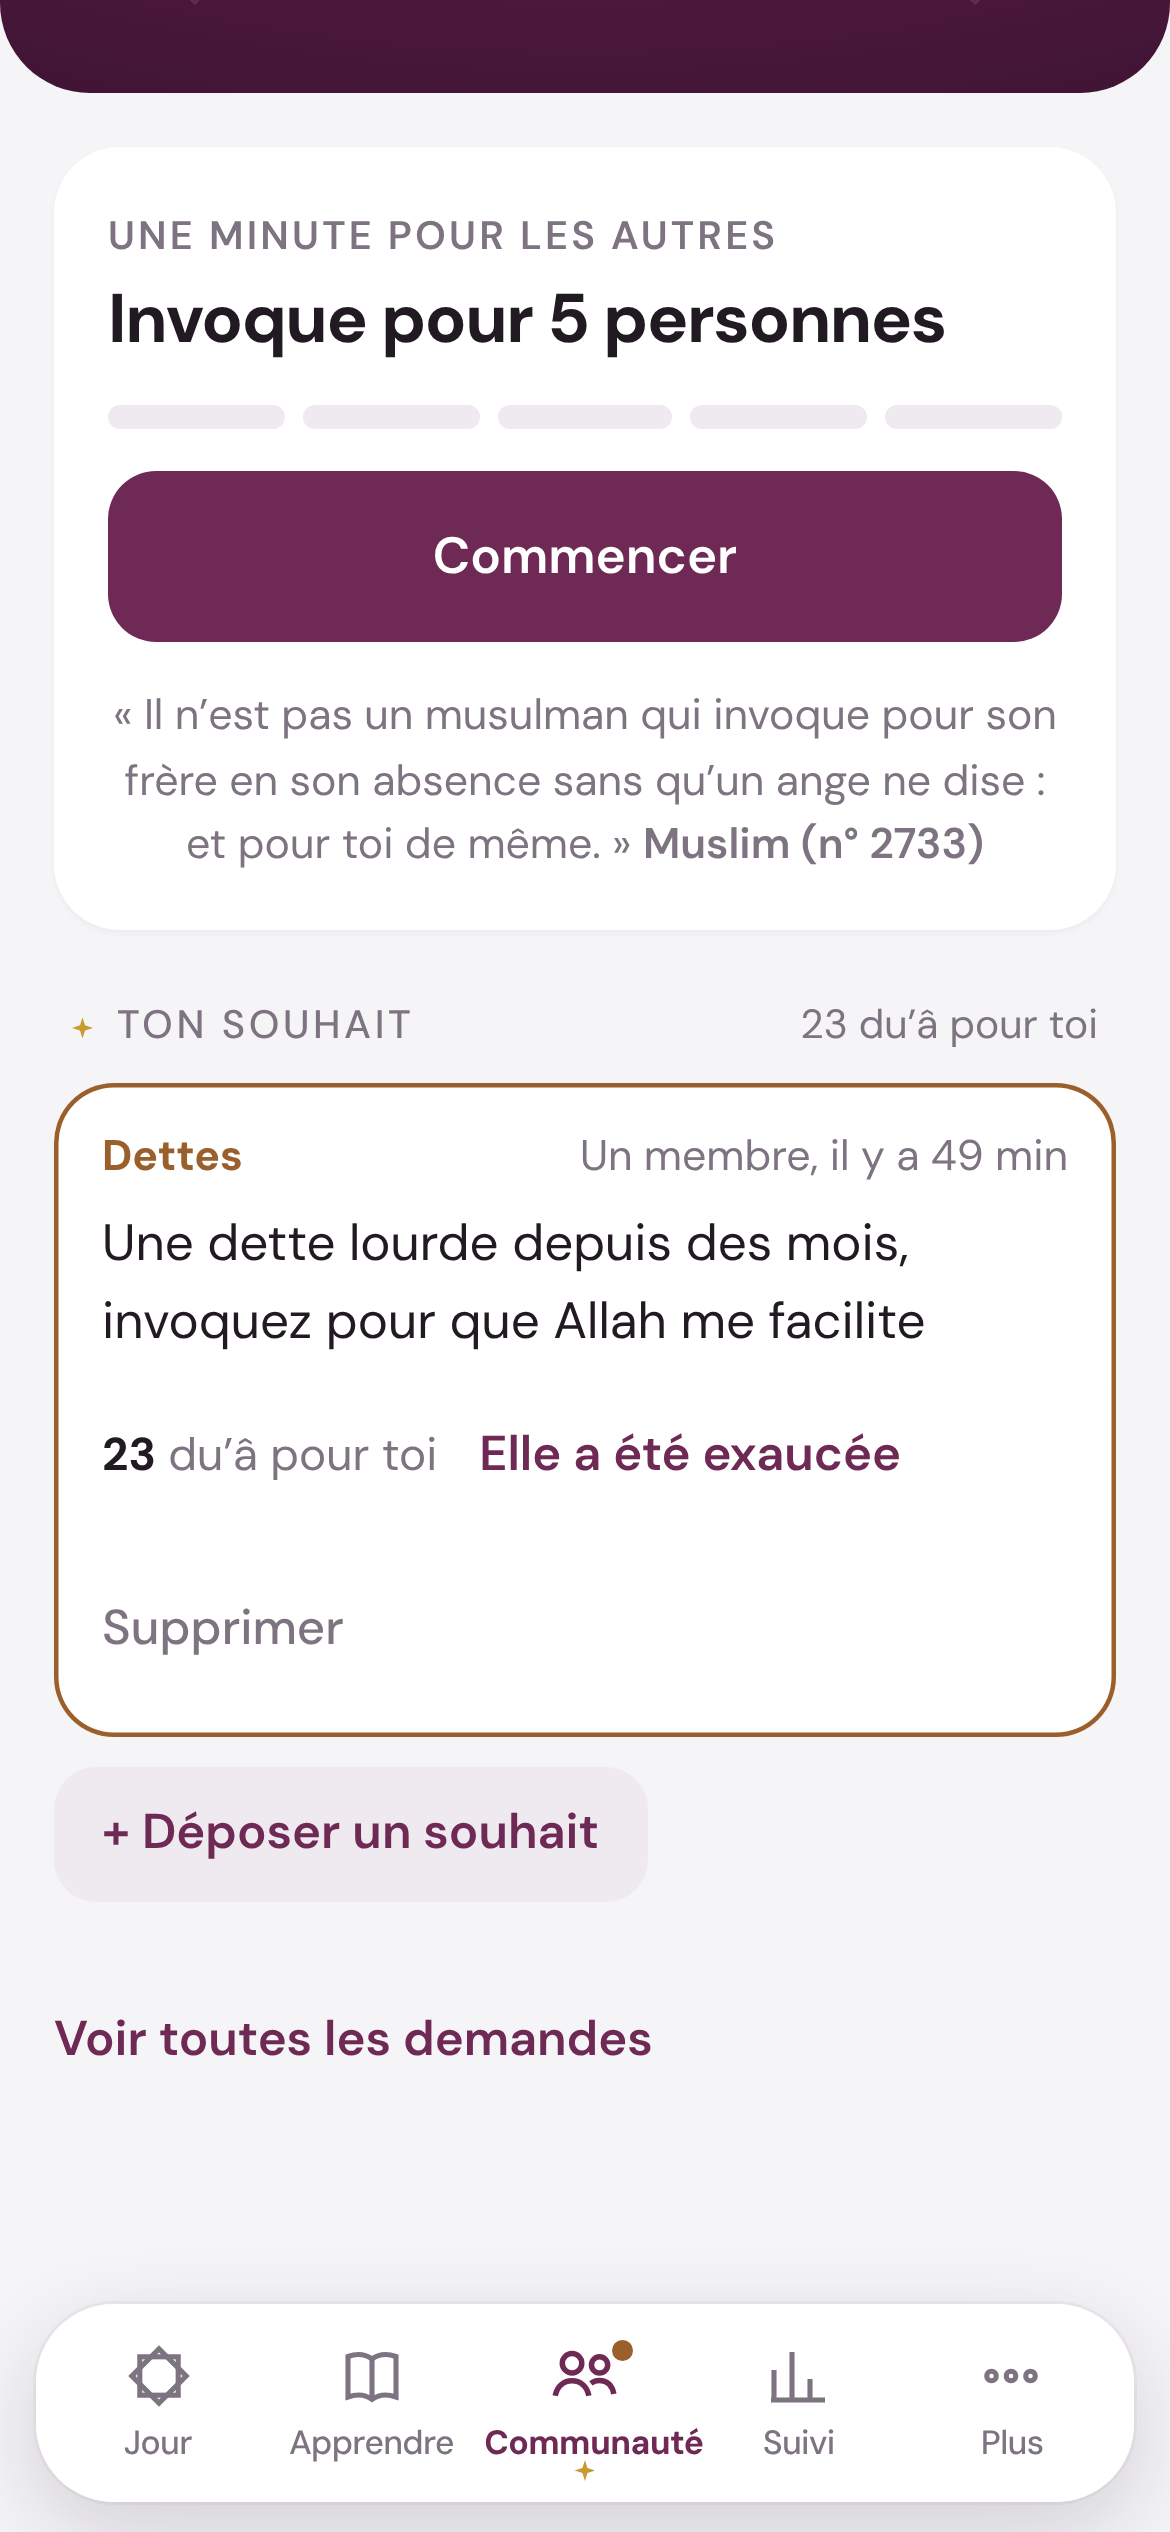 UNE MINUTE POUR LES AUTRES
Invoque pour 5 personnes
Commencer
« Il n’est pas un musulman qui invoque pour son
frère en son absence sans qu’un ange ne dise :
et pour toi de même. » Muslim (n° 2733)
TON SOUHAIT
23 du’â pour toi
Dettes
Un membre, il y a 49 min
Une dette lourde depuis des mois,
invoquez pour que Allah me facilite
23 du’â pour toi
Elle a été exaucée
Supprimer
+ Déposer un souhait
Voir toutes les demandes
Jour
Apprendre
Communauté
Suivi
Plus